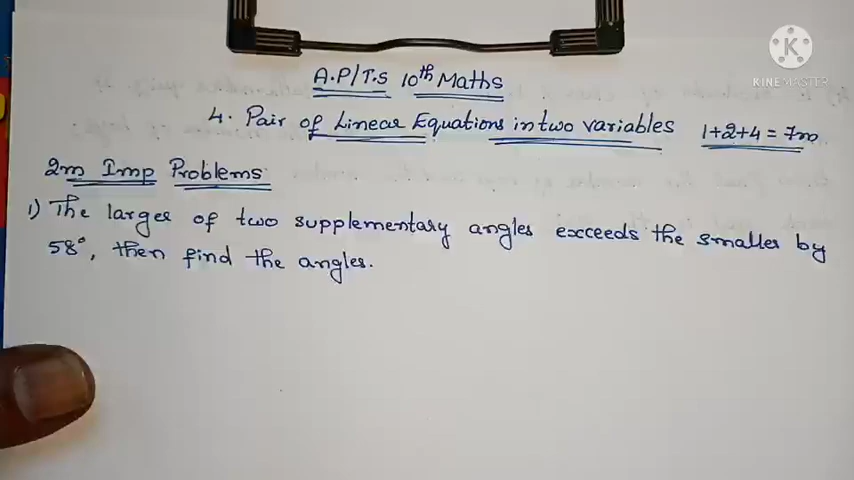 KINEMASTER
A.P/T.S 10th Maths
4. Pair of Linear Equations in two variables 1+2+4=7m
2m Imp Problems
1) The larger of two supplementary angles exceeds the smaller by
58°, then find the angles.